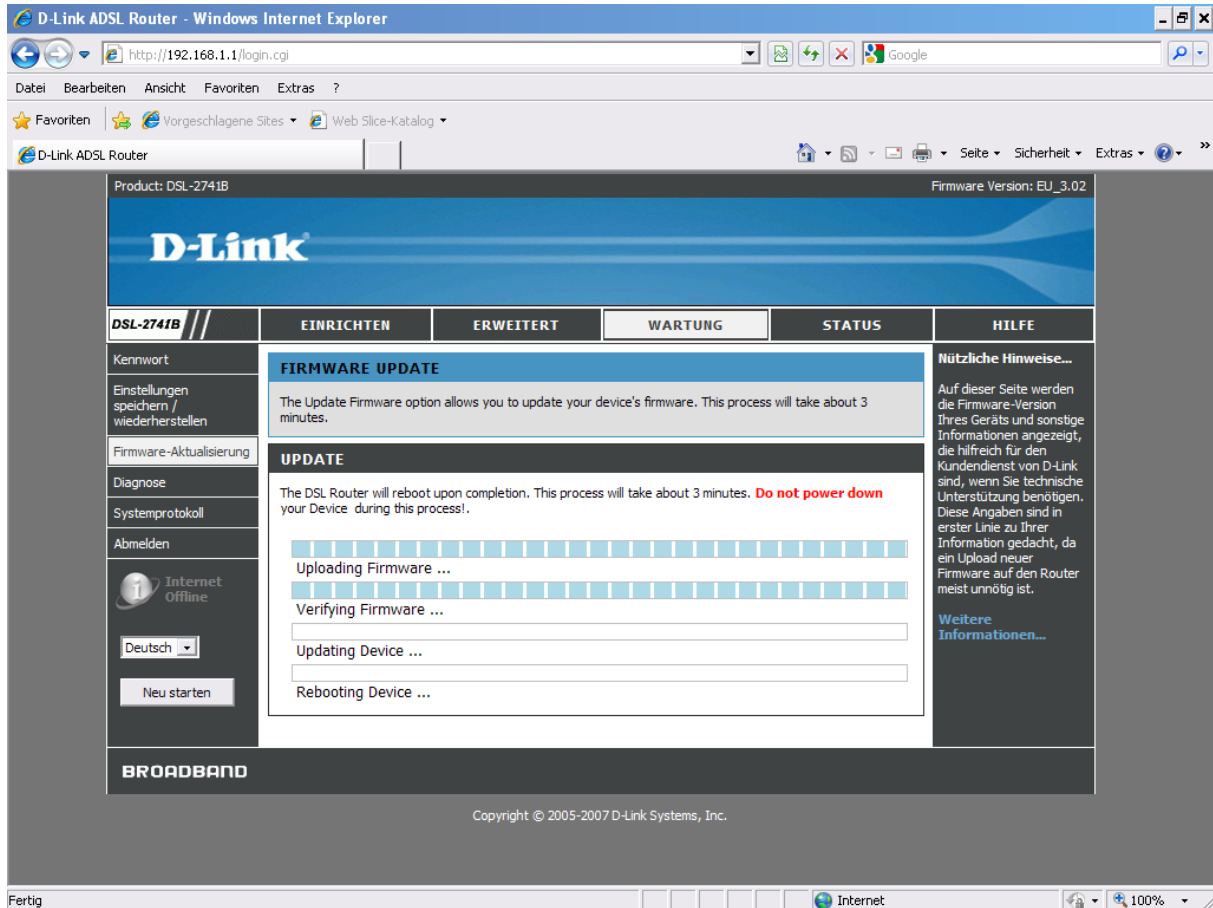 D-Link ADSL Router - Windows Internet Explorer
http://192.168.1.1/login.cgi
Google
Datei Bearbeiten Ansicht Favoriten Extras ?
Favoriten Vorgeschlagene Sites Web Slice-Katalog
D-Link ADSL Router
Seite Sicherheit Extras »
Product: DSL-2741B
Firmware Version: EU_3.02
D-Link
DSL-2741B // EINRICHTEN ERWEITERT WARTUNG STATUS HILFE
Kennwort
Einstellungen
speichern /
wiederherstellen
Firmware-Aktualisierung
Diagnose
Systemprotokoll
Abmelden
Internet
Offline
Deutsch
Neu starten
FIRMWARE UPDATE
The Update Firmware option allows you to update your device's firmware. This process will take about 3
minutes.
UPDATE
The DSL Router will reboot upon completion. This process will take about 3 minutes. Do not power down
your Device during this process!.
Uploading Firmware ...
Verifying Firmware ...
Updating Device ...
Rebooting Device ...
Nützliche Hinweise...
Auf dieser Seite werden
die Firmware-Version
Ihres Geräts und sonstige
Informationen angezeigt,
die hilfreich für den
Kundendienst von D-Link
sind, wenn Sie technische
Unterstützung benötigen.
Diese Angaben sind in
erster Linie zu Ihrer
Information gedacht, da
ein Upload neuer
Firmware auf den Router
meist unnötig ist.
Weitere
Informationen...
BROADBAND
Copyright © 2005-2007 D-Link Systems, Inc.
Fertig
Internet
100%